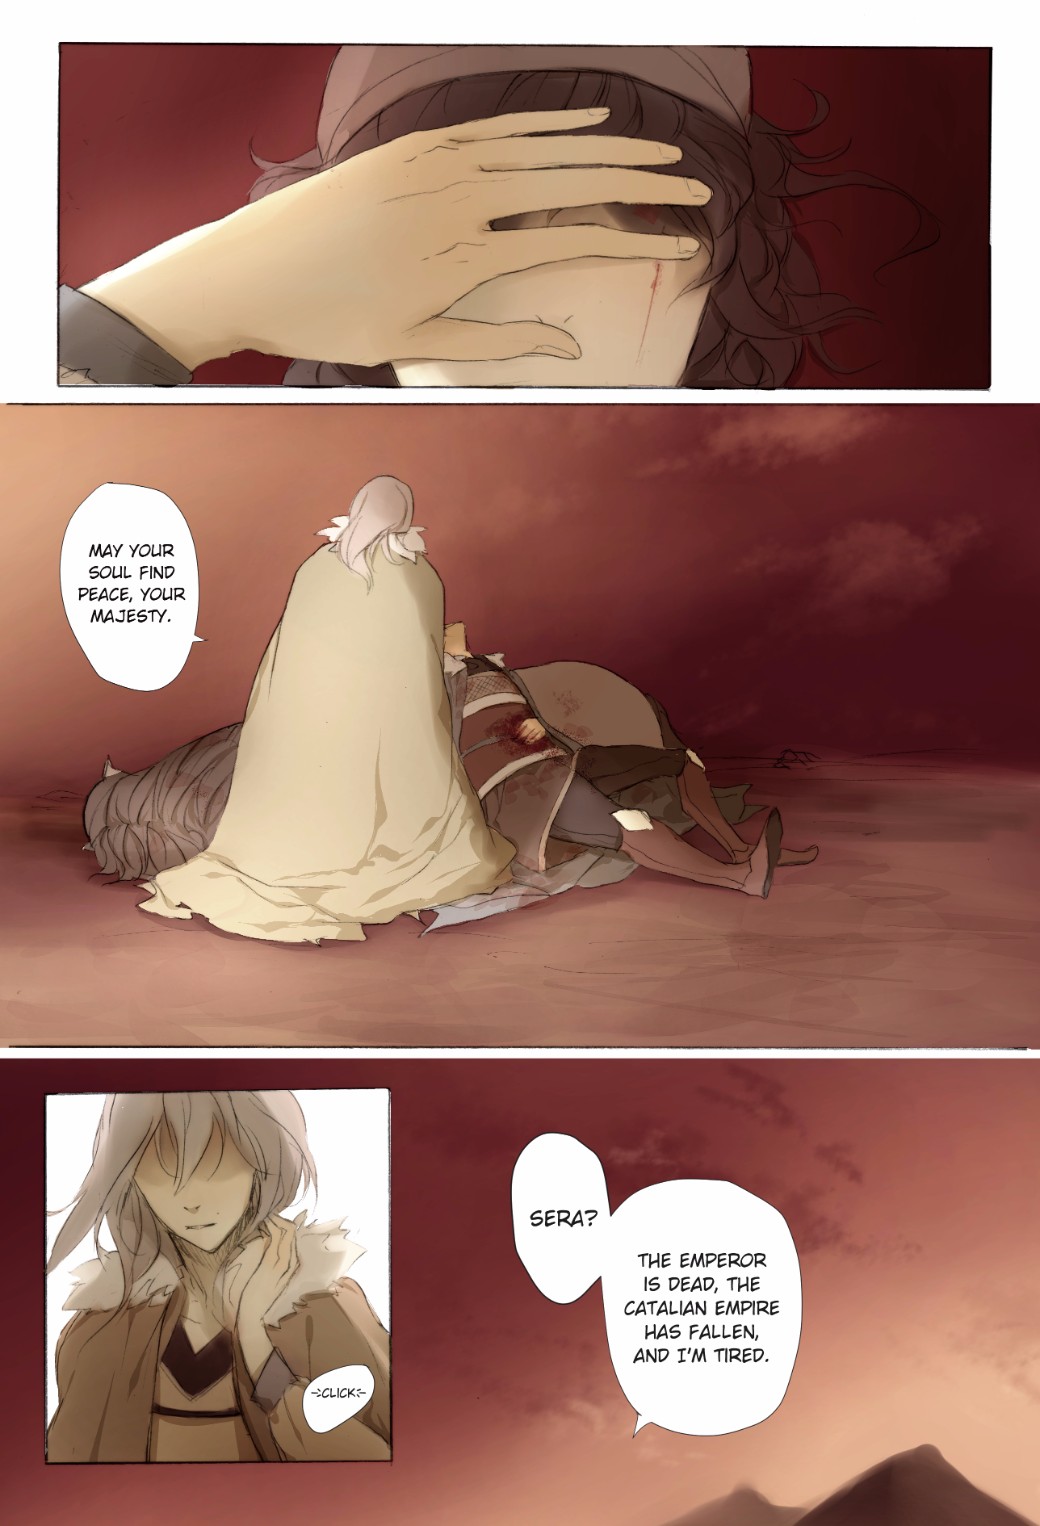 MAY YOUR
SOUL FIND
PEACE, YOUR
MAJESTY.
-CLICK-
SERA?
THE EMPEROR
IS DEAD, THE
CATALIAN EMPIRE
HAS FALLEN,
AND I'M TIRED.